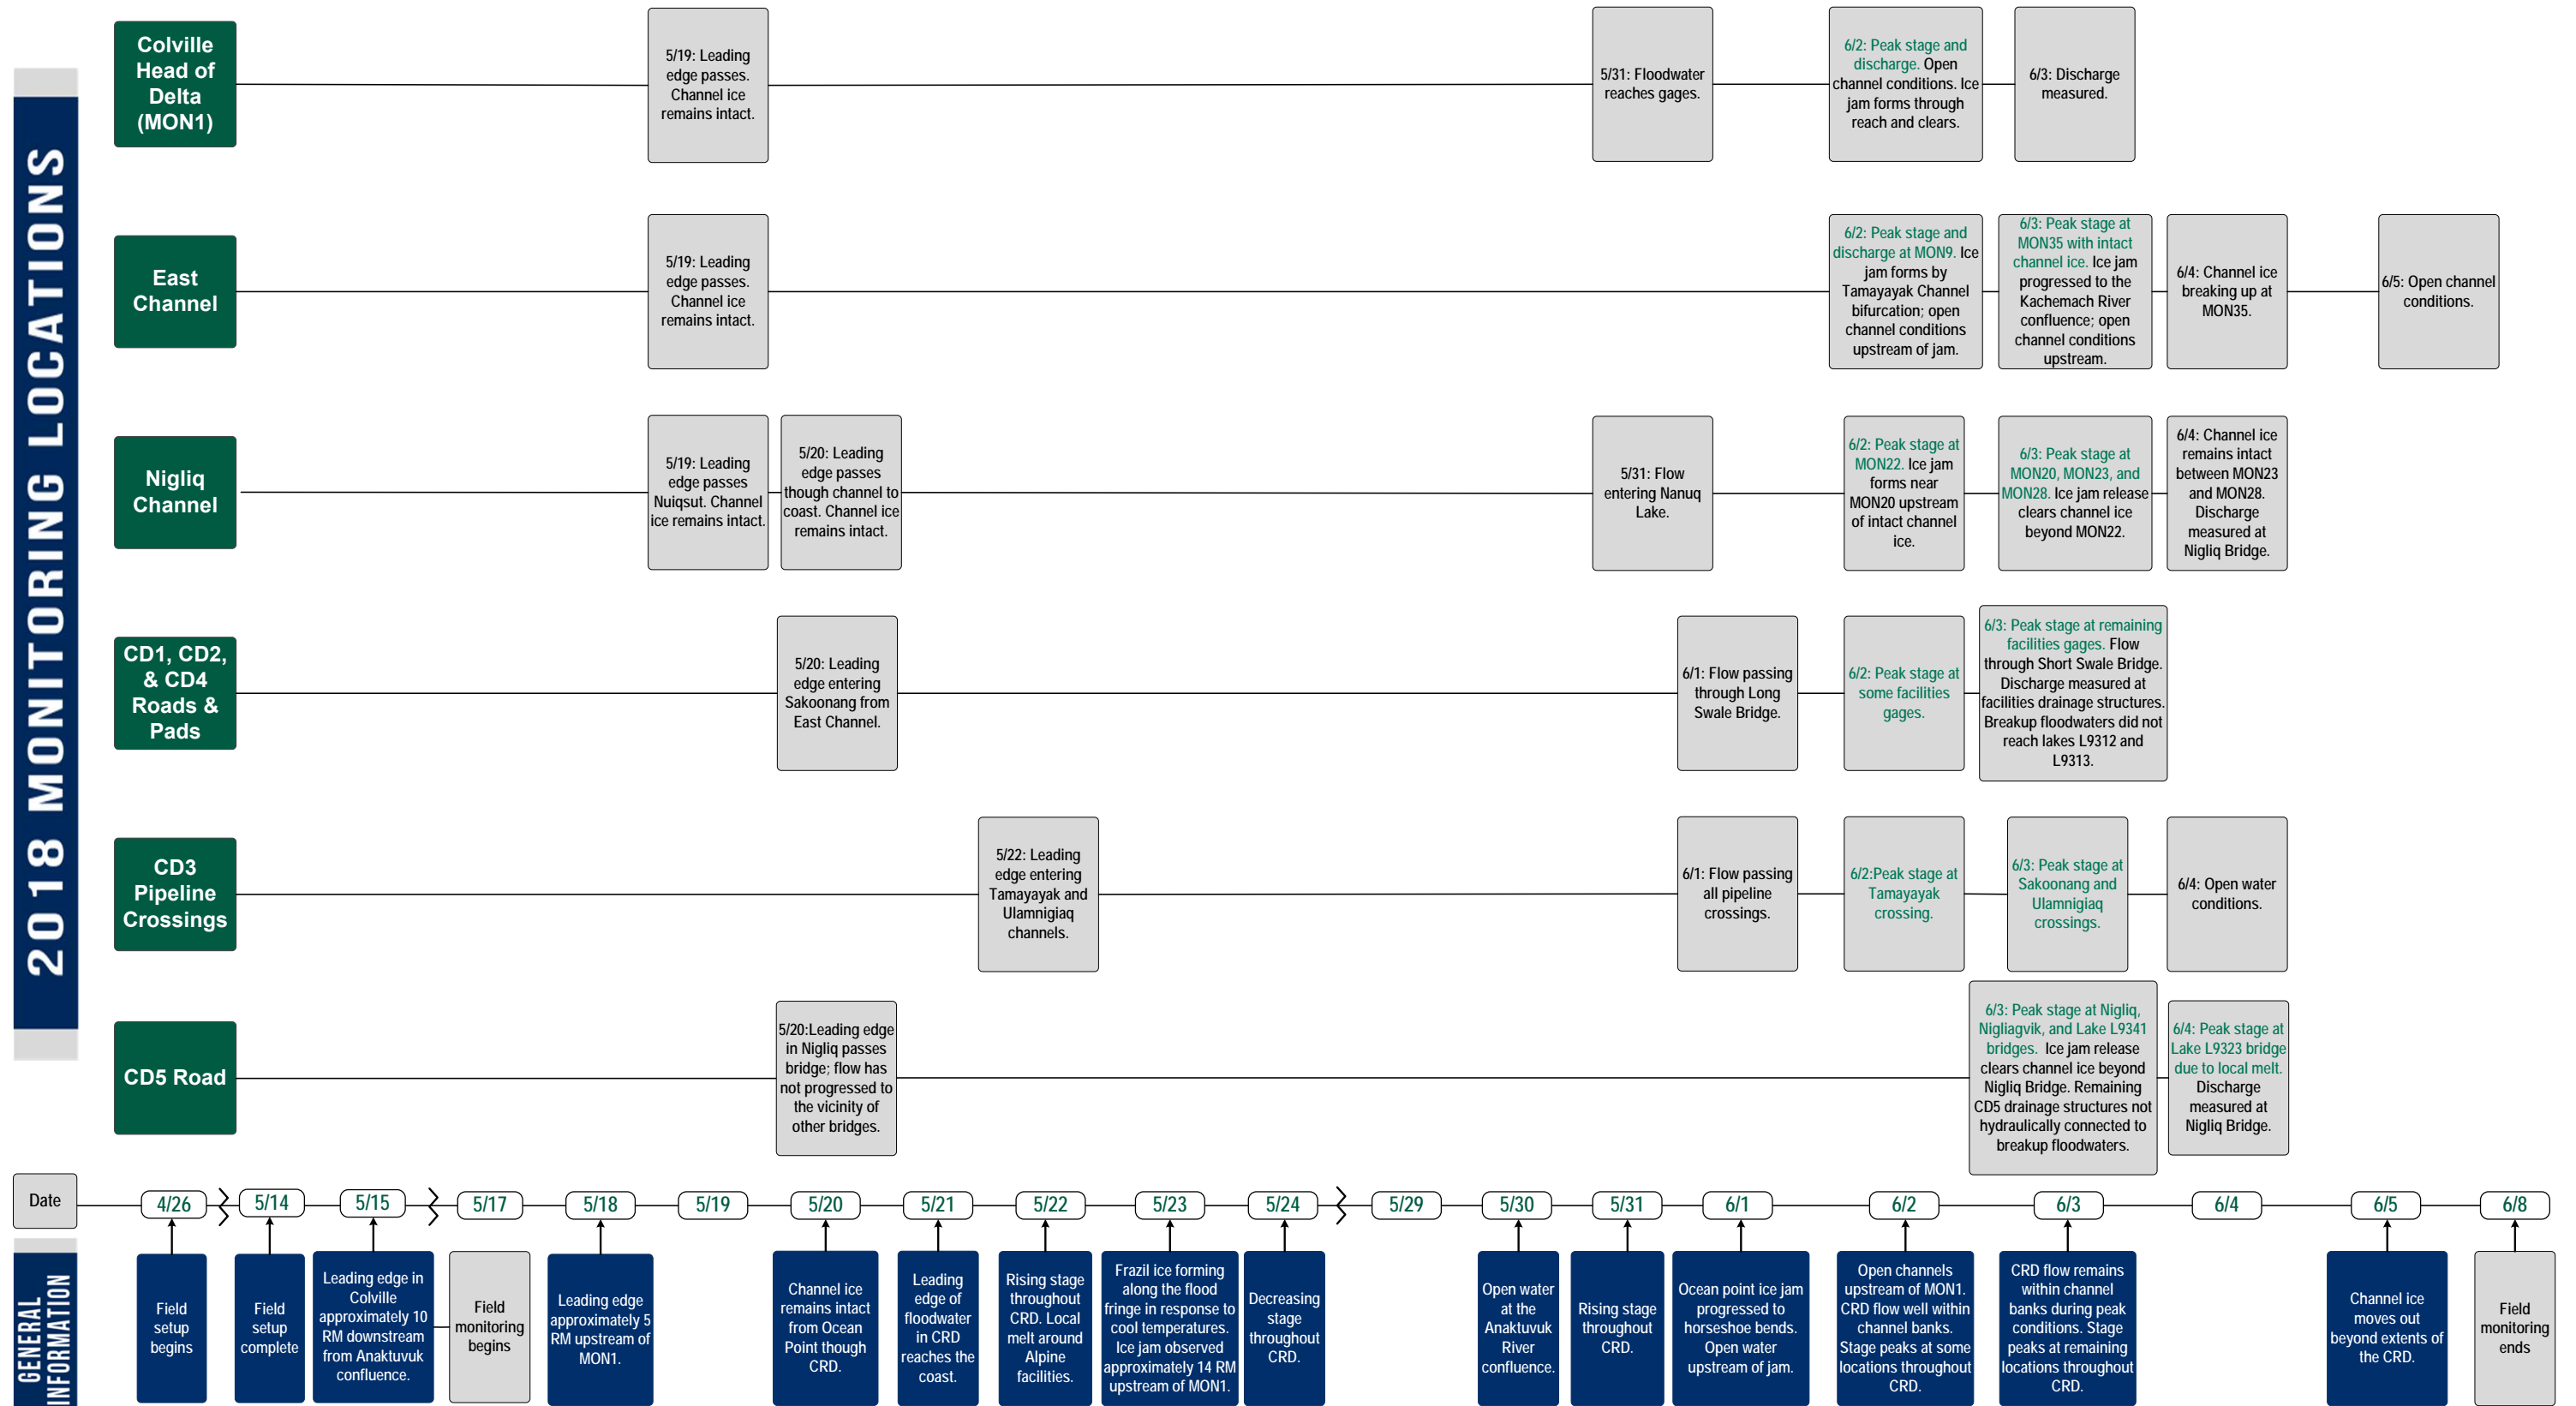 2018 MONITORING LOCATIONS
Colville
Head of
Delta
(MON1)
5/19: Leading
edge passes.
Channel ice
remains intact.
5/31: Floodwater
reaches gages.
6/2: Peak stage and
discharge. Open
channel conditions. Ice
jam forms through
reach and clears.
6/3: Discharge
measured.
East
Channel
5/19: Leading
edge passes.
Channel ice
remains intact.
6/2: Peak stage and
discharge at MON9. Ice
jam forms by
Tamayayak Channel
bifurcation; open
channel conditions
upstream of jam.
6/3: Peak stage at
MON35 with intact
channel ice. Ice jam
progressed to the
Kachemach River
confluence; open
channel conditions
upstream.
6/4: Channel ice
breaking up at
MON35.
6/5: Open channel
conditions.
Nigliq
Channel
5/19: Leading
edge passes
Nuiqsut. Channel
ice remains intact.
5/20: Leading
edge passes
though channel to
coast. Channel ice
remains intact.
5/31: Flow
entering Nanuq
Lake.
6/2: Peak stage at
MON22. Ice jam
forms near
MON20 upstream
of intact channel
ice.
6/3: Peak stage at
MON20, MON23, and
MON28. Ice jam release
clears channel ice
beyond MON22.
6/4: Channel ice
remains intact
between MON23
and MON28.
Discharge
measured at
Nigliq Bridge.
CD1, CD2,
& CD4
Roads &
Pads
5/20: Leading
edge entering
Sakoonang from
East Channel.
6/1: Flow passing
through Long
Swale Bridge.
6/2: Peak stage at
some facilities
gages.
6/3: Peak stage at remaining
facilities gages. Flow
through Short Swale Bridge.
Discharge measured at
facilities drainage structures.
Breakup floodwaters did not
reach lakes L9312 and
L9313.
CD3
Pipeline
Crossings
5/22: Leading
edge entering
Tamayayak and
Ulamnigiaq
channels.
6/1: Flow passing
all pipeline
crossings.
6/2:Peak stage at
Tamayayak
crossing.
6/3: Peak stage at
Sakoonang and
Ulamnigiaq
crossings.
6/4: Open water
conditions.
CD5 Road
5/20:Leading edge
in Nigliq passes
bridge; flow has
not progressed to
the vicinity of
other bridges.
6/3: Peak stage at Nigliq,
Nigliagvik, and Lake L9341
bridges. Ice jam release
clears channel ice beyond
Nigliq Bridge. Remaining
CD5 drainage structures not
hydraulically connected to
breakup floodwaters.
6/4: Peak stage at
Lake L9323 bridge
due to local melt.
Discharge
measured at
Nigliq Bridge.
Date
4/26
5/14
5/15
5/17
5/18
5/19
5/20
5/21
5/22
5/23
5/24
5/29
5/30
5/31
6/1
6/2
6/3
6/4
6/5
6/8
GENERAL
INFORMATION
Field
setup
begins
Field
setup
complete
Leading edge in
Colville
approximately 10
RM downstream
from Anaktuvuk
confluence.
Field
monitoring
begins
Leading edge
approximately 5
RM upstream of
MON1.
Channel ice
remains intact
from Ocean
Point though
CRD.
Leading
edge of
floodwater
in CRD
reaches the
coast.
Rising stage
throughout
CRD. Local
melt around
Alpine
facilities.
Frazil ice forming
along the flood
fringe in response to
cool temperatures.
Ice jam observed
approximately 14 RM
upstream of MON1.
Decreasing
stage
throughout
CRD.
Open water
at the
Anaktuvuk
River
confluence.
Rising stage
throughout
CRD.
Ocean point ice jam
progressed to
horseshoe bends.
Open water
upstream of jam.
Open channels
upstream of MON1.
CRD flow well within
channel banks.
Stage peaks at some
locations throughout
CRD.
CRD flow remains
within channel
banks during peak
conditions. Stage
peaks at remaining
locations throughout
CRD.
Channel ice
moves out
beyond extents of
the CRD.
Field
monitoring
ends